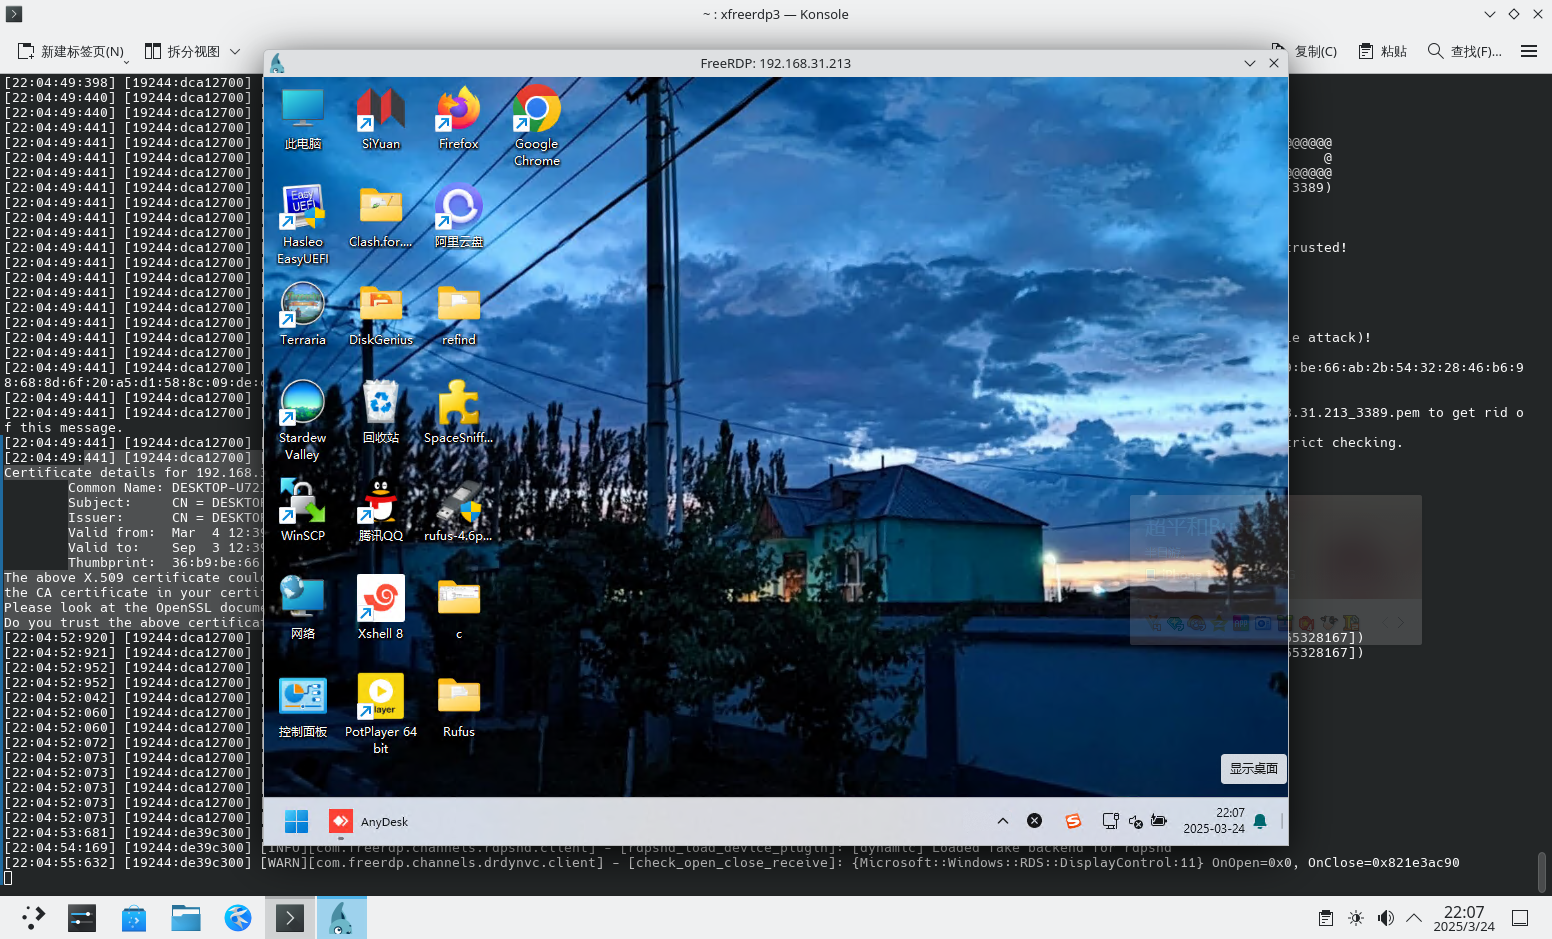 ~ : xfreerdp3 — Konsole
新建标签页(N)
拆分视图
复制(C)
粘贴
查找(F)...
FreeRDP: 192.168.31.213
[22:04:49:398] [19244:dca12700]
[22:04:49:440] [19244:dca12700]
[22:04:49:440] [19244:dca12700]
[22:04:49:441] [19244:dca12700]
[22:04:49:441] [19244:dca12700] @@@@@@
[22:04:49:441] [19244:dca12700] @
[22:04:49:441] [19244:dca12700] @@@@@@
[22:04:49:441] [19244:dca12700] 3389)
[22:04:49:441] [19244:dca12700]
[22:04:49:441] [19244:dca12700]
[22:04:49:441] [19244:dca12700]
[22:04:49:441] [19244:dca12700] trusted!
[22:04:49:441] [19244:dca12700]
[22:04:49:441] [19244:dca12700]
[22:04:49:441] [19244:dca12700]
[22:04:49:441] [19244:dca12700]
[22:04:49:441] [19244:dca12700]
[22:04:49:441] [19244:dca12700] le attack)!
[22:04:49:441] [19244:dca12700]
[22:04:49:441] [19244:dca12700] :be:66:ab:2b:54:32:28:46:b6:9
8:68:8d:6f:20:a5:d1:58:8c:09:de:
[22:04:49:441] [19244:dca12700]
[22:04:49:441] [19244:dca12700] .31.213_3389.pem to get rid o
f this message.
[22:04:49:441] [19244:dca12700] trict checking.
[22:04:49:441] [19244:dca12700]
Certificate details for 192.168.3
Common Name: DESKTOP-U72
Subject: CN = DESKTOP
Issuer: CN = DESKTOP
Valid from: Mar 4 12:39
Valid to: Sep 3 12:39
Thumbprint: 36:b9:be:66
The above X.509 certificate could
the CA certificate in your certif
Please look at the OpenSSL docume
Do you trust the above certificat
[22:04:52:920] [19244:dca12700] 65328167])
[22:04:52:921] [19244:dca12700] 65328167])
[22:04:52:952] [19244:dca12700]
[22:04:52:952] [19244:dca12700]
[22:04:52:042] [19244:dca12700]
[22:04:52:060] [19244:dca12700]
[22:04:52:060] [19244:dca12700]
[22:04:52:072] [19244:dca12700]
[22:04:52:073] [19244:dca12700]
[22:04:52:073] [19244:dca12700]
[22:04:52:073] [19244:dca12700]
[22:04:52:073] [19244:dca12700]
[22:04:52:073] [19244:dca12700]
[22:04:53:681] [19244:de39c300]
[22:04:54:169] [19244:de39c300] [INFO][com.freerdp.channels.rdpsnd.client] - [rdpsnd_load_device_plugin]: [dynamic] Loaded fake backend for rdpsnd
[22:04:55:632] [19244:de39c300] [WARN][com.freerdp.channels.drdynvc.client] - [check_open_close_receive]: {Microsoft::Windows::RDS::DisplayControl:11} OnOpen=0x0, OnClose=0x821e3ac90
此电脑
SiYuan
Firefox
Google
Chrome
Easy
UEFI
Hasleo
EasyUEFI
Clash.for....
阿里云盘
Terraria
DiskGenius
refind
Stardew
Valley
回收站
SpaceSniff...
WinSCP
腾讯QQ
rufus-4.6p...
网络
Xshell 8
c
控制面板
PotPlayer 64
bit
Rufus
显示桌面
AnyDesk
22:07
2025-03-24
22:07
2025/3/24